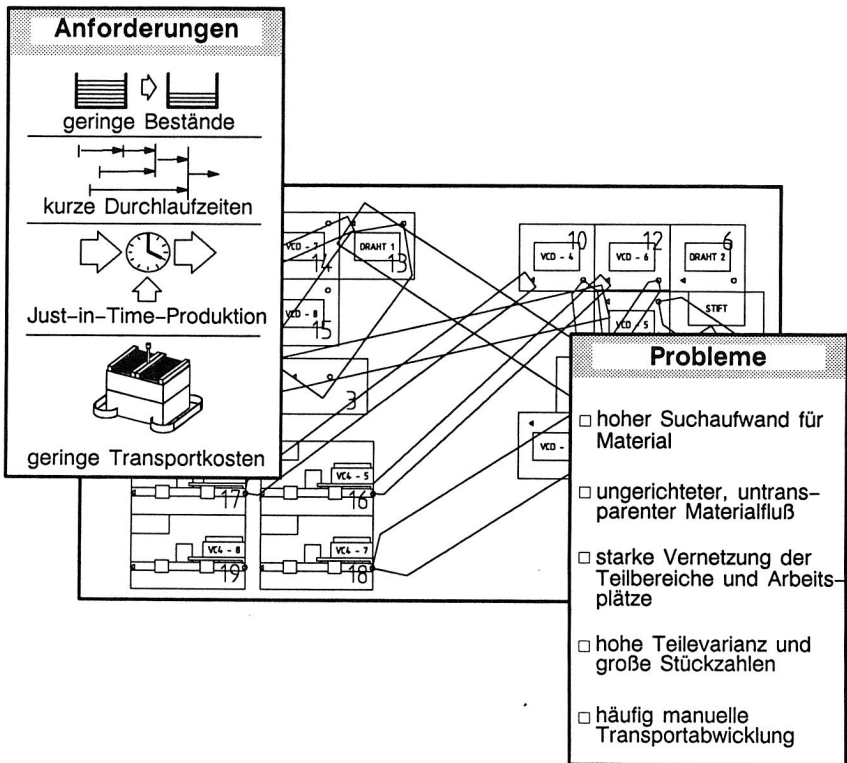 Anforderungen
geringe Bestände
kurze Durchlaufzeiten
Just-in-Time-Produktion
geringe Transportkosten
VCD - 7
14
DRAHT 1
13
VCD - 8
15
3
VCD - 4
10
VCD - 6
12
DRAHT 2
6
STIFT
VCD - 5
VCD -
17
VC4 - 5
16
VC4 - 8
19
VC4 - 7
18
Probleme
□ hoher Suchaufwand für
Material
□ ungerichteter, untrans-
parenter Materialfluß
□ starke Vernetzung der
Teilbereiche und Arbeits-
plätze
□ hohe Teilevarianz und
große Stückzahlen
□ häufig manuelle
Transportabwicklung